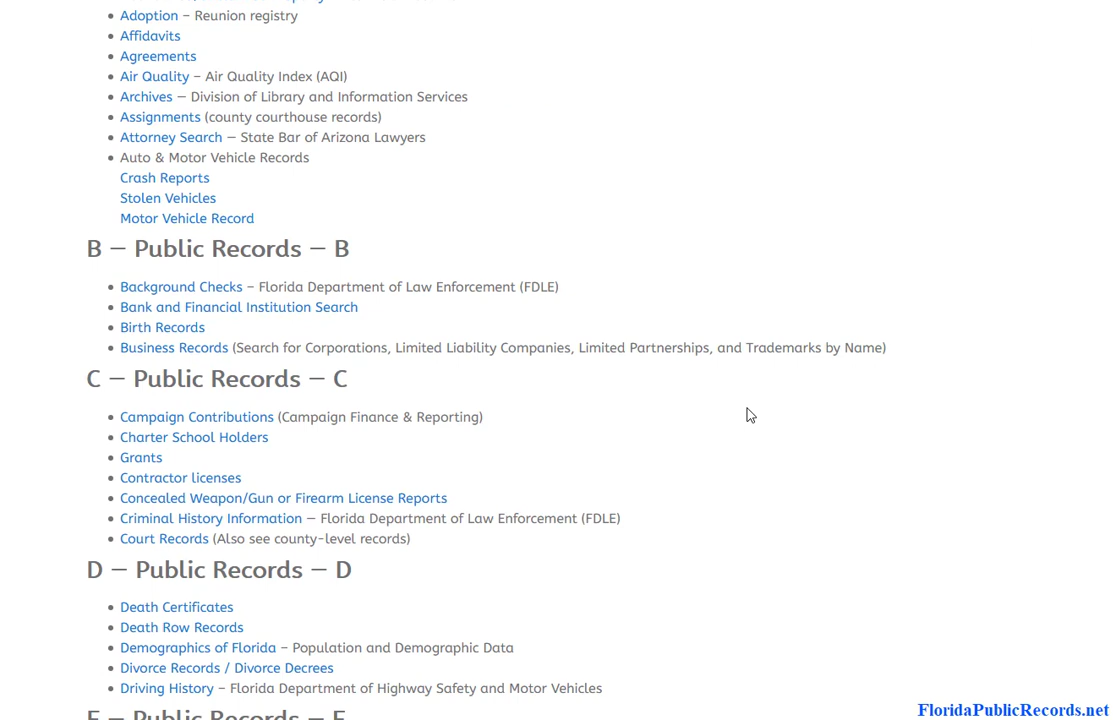 Adoption – Reunion registry
Affidavits
Agreements
Air Quality – Air Quality Index (AQI)
Archives — Division of Library and Information Services
Assignments (county courthouse records)
Attorney Search — State Bar of Arizona Lawyers
Auto & Motor Vehicle Records
Crash Reports
Stolen Vehicles
Motor Vehicle Record
B — Public Records — B
Background Checks – Florida Department of Law Enforcement (FDLE)
Bank and Financial Institution Search
Birth Records
Business Records (Search for Corporations, Limited Liability Companies, Limited Partnerships, and Trademarks by Name)
C — Public Records — C
Campaign Contributions (Campaign Finance & Reporting)
Charter School Holders
Grants
Contractor licenses
Concealed Weapon/Gun or Firearm License Reports
Criminal History Information — Florida Department of Law Enforcement (FDLE)
Court Records (Also see county-level records)
D — Public Records — D
Death Certificates
Death Row Records
Demographics of Florida – Population and Demographic Data
Divorce Records / Divorce Decrees
Driving History – Florida Department of Highway Safety and Motor Vehicles
E — Public Records — E
FloridaPublicRecords.net